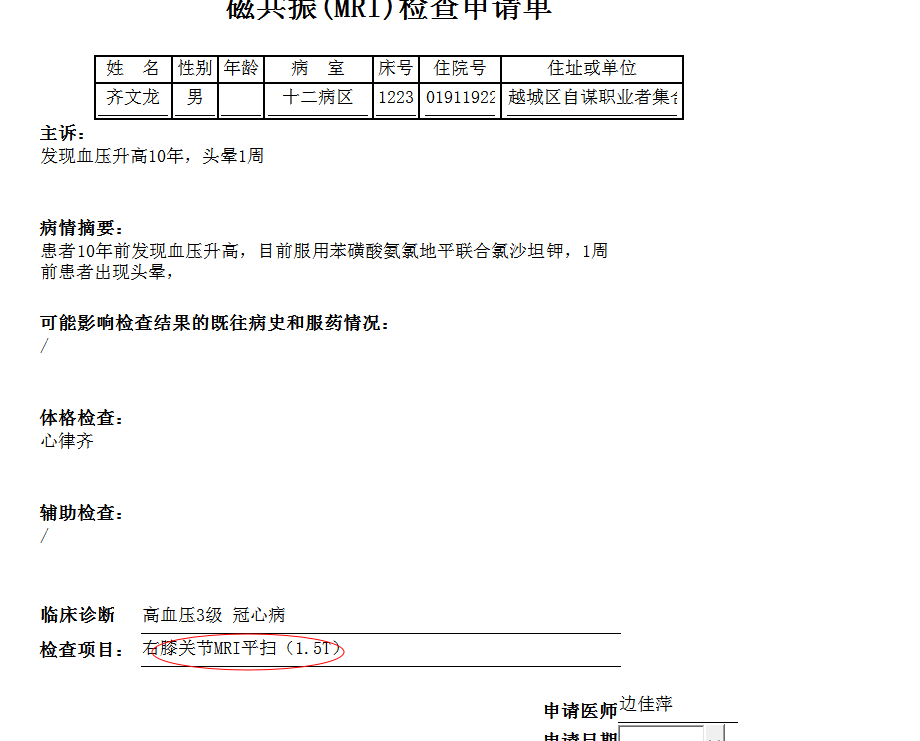 磁共振(MRI)检查申请单
姓 名 性别 年龄 病 室 床号 住院号 住址或单位
齐文龙 男 十二病区 1223 01911922 越城区自谋职业者集合
主诉：
发现血压升高10年，头晕1周
病情摘要：
患者10年前发现血压升高，目前服用苯磺酸氨氯地平联合氯沙坦钾，1周
前患者出现头晕，
可能影响检查结果的既往病史和服药情况：
/
体格检查：
心律齐
辅助检查：
/
临床诊断 高血压3级 冠心病
检查项目： 右膝关节MRI平扫（1.5T）
申请医师 边佳萍
申请日期